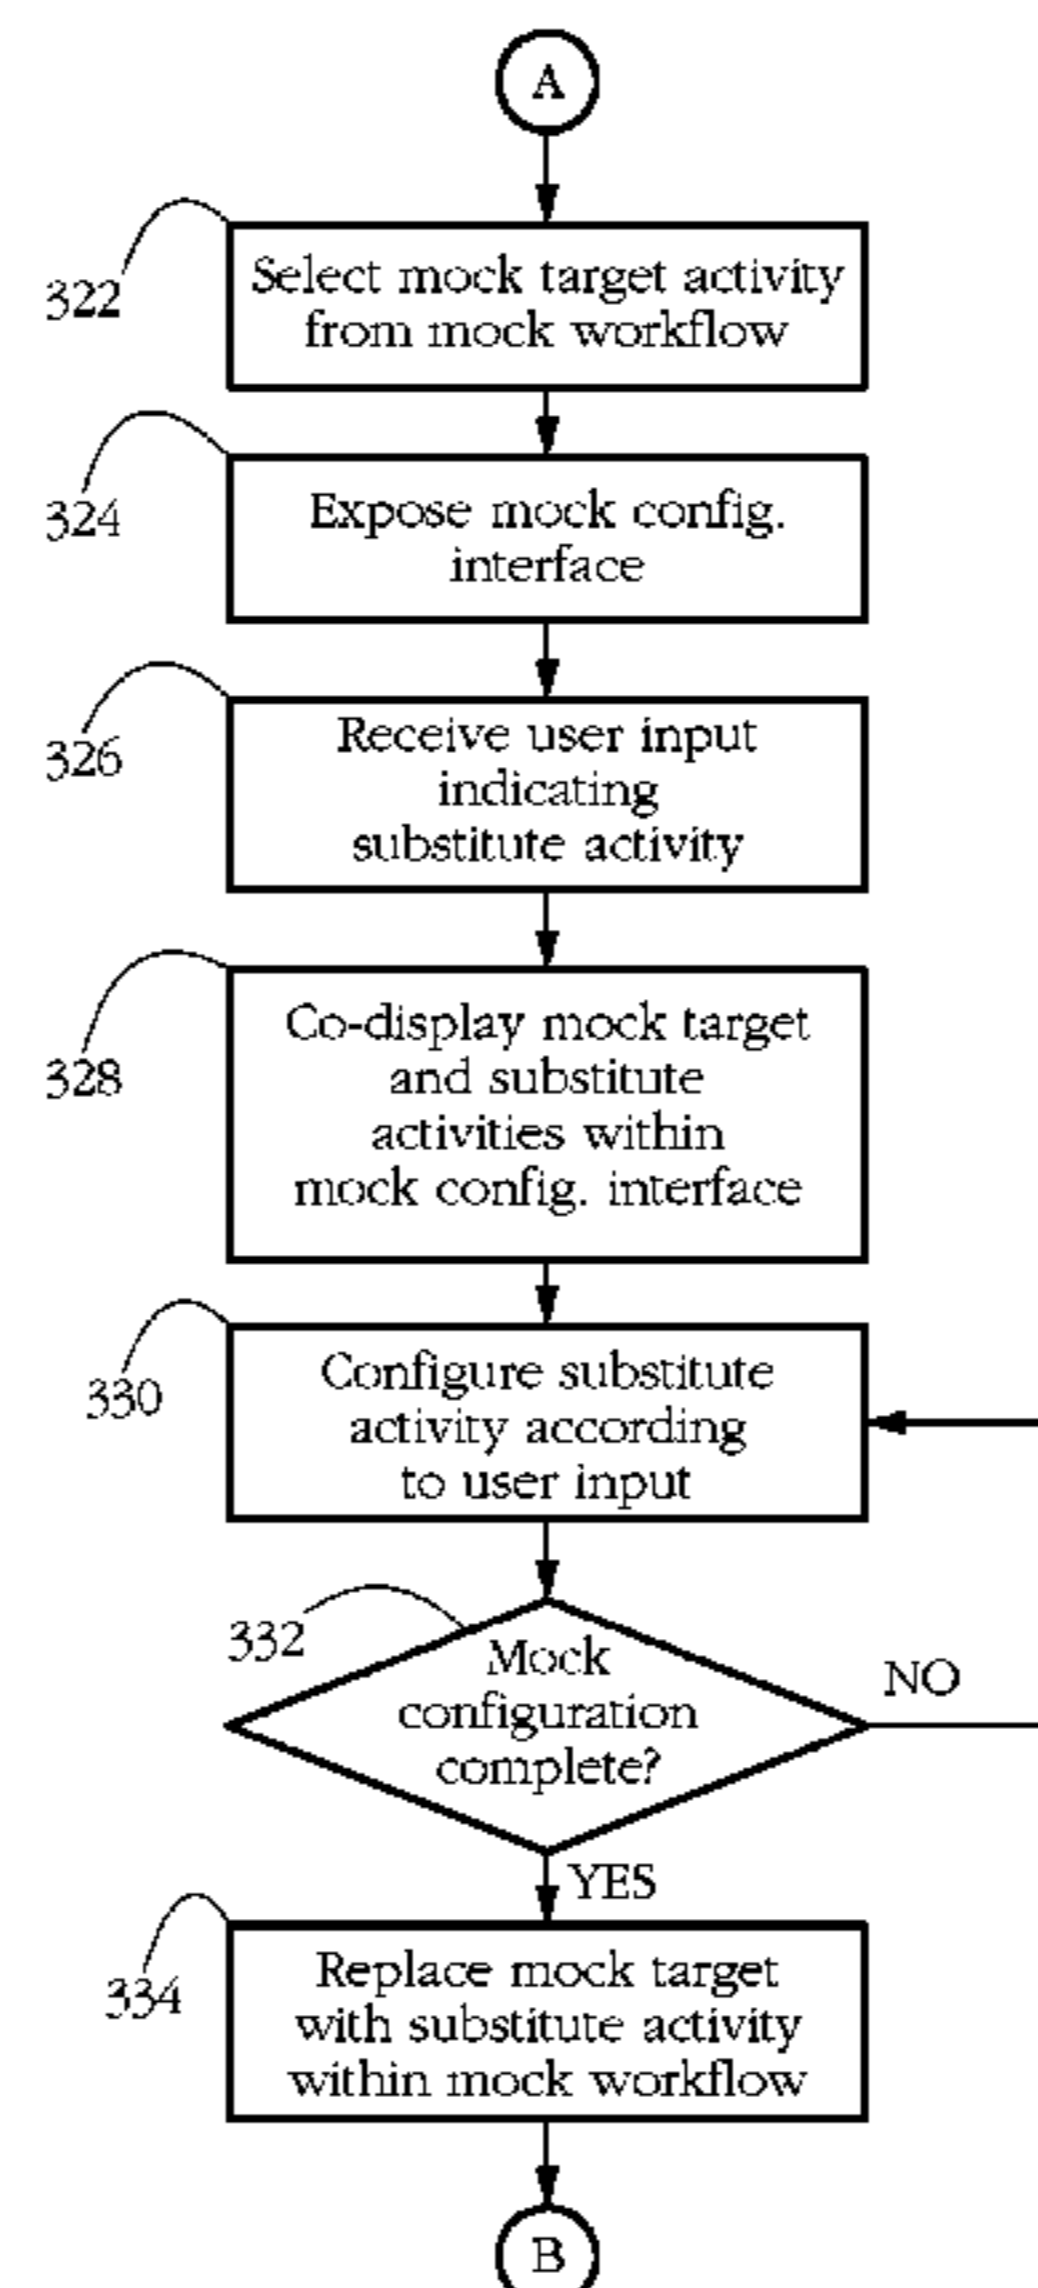 A
322
Select mock target activity
from mock workflow
324
Expose mock config.
interface
326
Receive user input
indicating
substitute activity
328
Co-display mock target
and substitute
activities within
mock config. interface
330
Configure substitute
activity according
to user input
332
Mock
configuration
complete?
NO
YES
334
Replace mock target
with substitute activity
within mock workflow
B